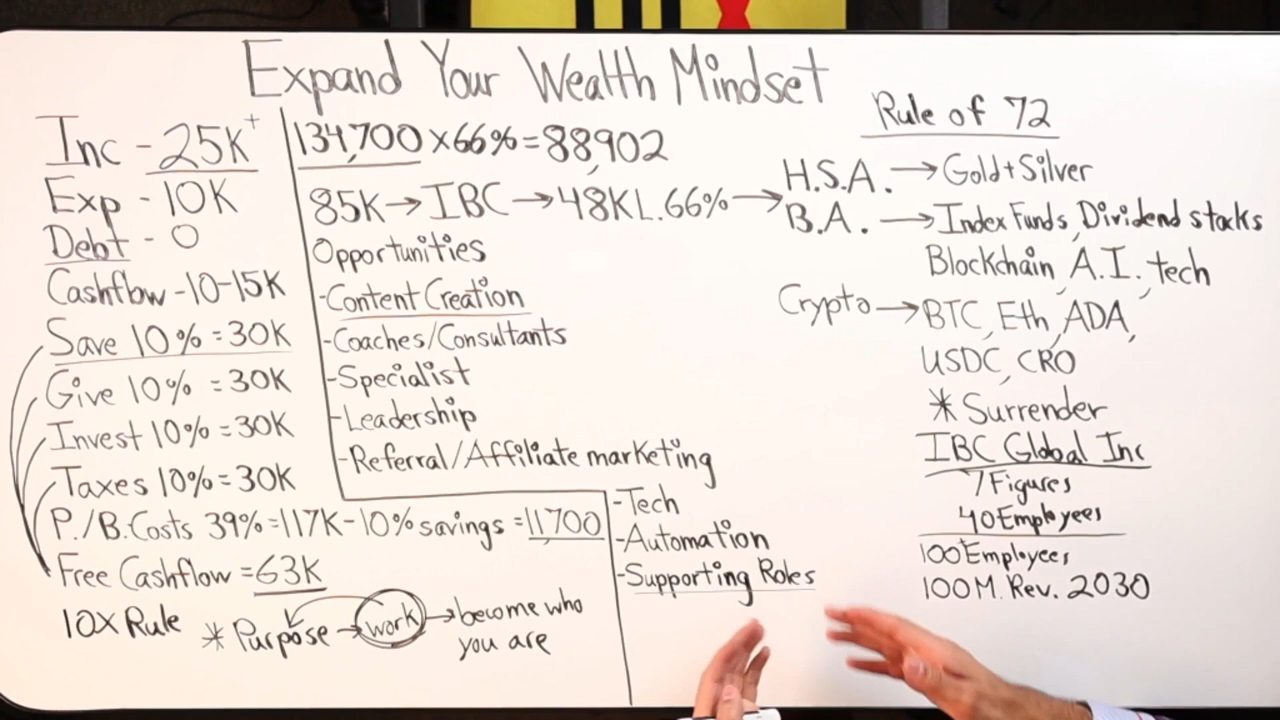 Expand Your Wealth Mindset
Inc - 25K+
Exp - 10K
Debt - 0
Cashflow - 10-15K
Save 10% = 30K
Give 10% = 30K
Invest 10% = 30K
Taxes 10% = 30K
P./B. Costs 39% = 117K - 10% savings = 11,700
Free Cashflow = 63K
10X Rule
* Purpose → work → become who
you are
134,700 x 66% = 88,902
85K → IBC → 48K L. 66% →
Opportunities
- Content Creation
- Coaches/Consultants
- Specialist
- Leadership
- Referral/Affiliate marketing
- Tech
- Automation
- Supporting Roles
Rule of 72
H.S.A. → Gold + Silver
B.A. → Index Funds, Dividend stocks
Blockchain, A.I., tech
Crypto → BTC, Eth, ADA,
USDC, CRO
* Surrender
IBC Global Inc
7 Figures
40 Employees
100+ Employees
100M. Rev. 2030